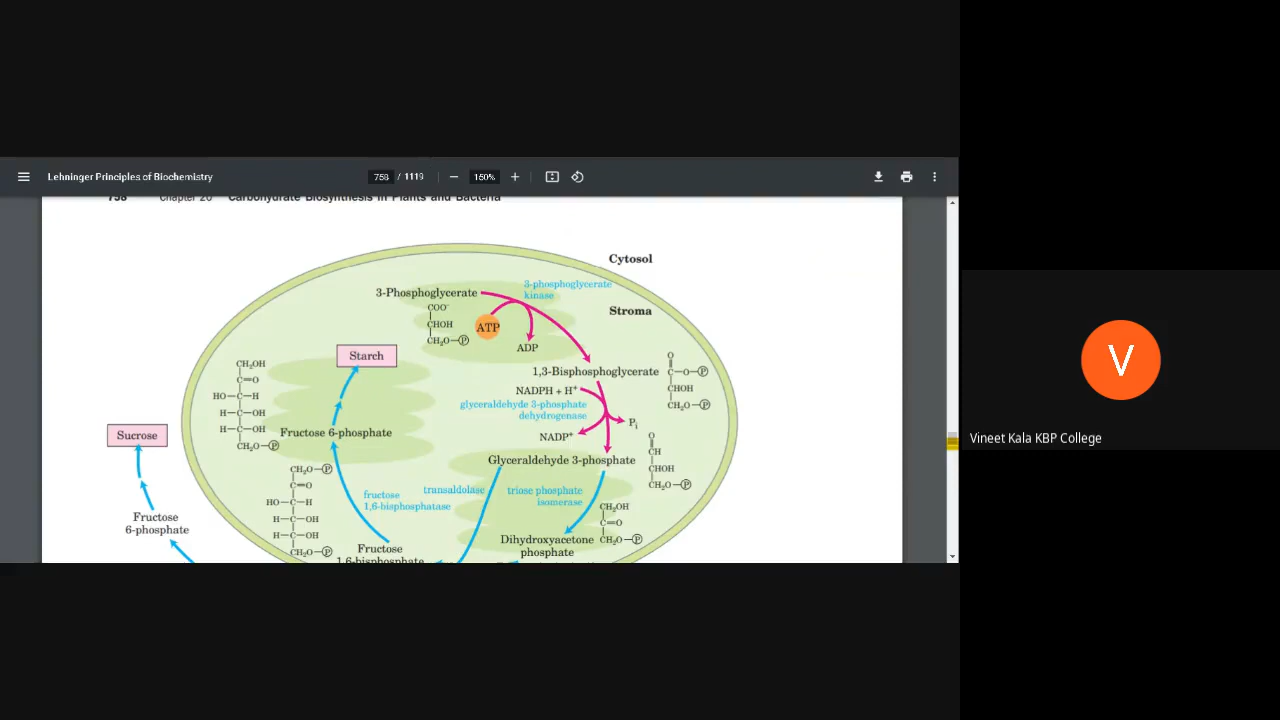 Lehninger Principles of Biochemistry
758 / 1119
150%
758 Chapter 20 Carbohydrate Biosynthesis in Plants and Bacteria
Cytosol
3-Phosphoglycerate
3-phosphoglycerate
kinase
COO⁻
CHOH
CH₂O—Ⓟ
ATP
ADP
Stroma
Starch
1,3-Bisphosphoglycerate
O
C—O—Ⓟ
CHOH
CH₂O—Ⓟ
NADPH + H⁺
glyceraldehyde 3-phosphate
dehydrogenase
Pᵢ
NADP⁺
CH₂OH
C=O
HO—C—H
H—C—OH
H—C—OH
CH₂O—Ⓟ
Fructose 6-phosphate
Sucrose
Glyceraldehyde 3-phosphate
O
CH
CHOH
CH₂O—Ⓟ
CH₂O—Ⓟ
C=O
HO—C—H
H—C—OH
H—C—OH
CH₂O—Ⓟ
fructose
1,6-bisphosphatase
transaldolase
triose phosphate
isomerase
CH₂OH
C=O
CH₂O—Ⓟ
Fructose
6-phosphate
Dihydroxyacetone
phosphate
Fructose
1,6-bisphosphate
V
Vineet Kala KBP College